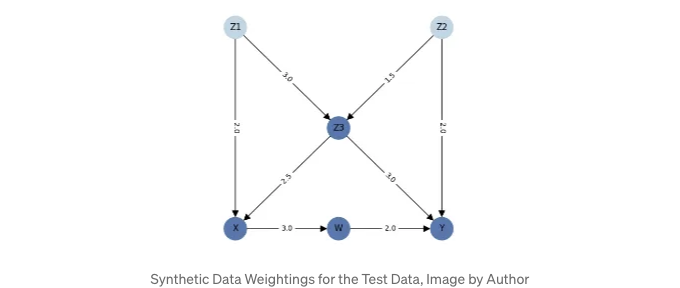 Z1 Z2
3.0 1.5
2.0 Z3 2.0
2.5 3.0
X 3.0 W 2.0 Y
Synthetic Data Weightings for the Test Data, Image by Author